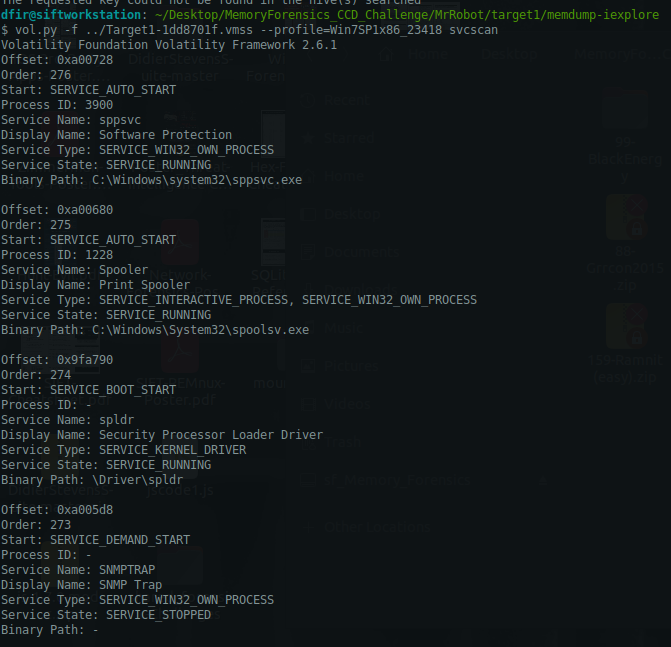 The requested key could not be found in the hive(s) searched
dfir@siftworkstation: ~/Desktop/MemoryForensics_CCD_Challenge/MrRobot/target1/memdump-iexplore
$ vol.py -f ../Target1-1dd8701f.vmss --profile=Win7SP1x86_23418 svcscan
Volatility Foundation Volatility Framework 2.6.1
Offset: 0xa00728
Order: 276
Start: SERVICE_AUTO_START
Process ID: 3900
Service Name: sppsvc
Display Name: Software Protection
Service Type: SERVICE_WIN32_OWN_PROCESS
Service State: SERVICE_RUNNING
Binary Path: C:\Windows\system32\sppsvc.exe

Offset: 0xa00680
Order: 275
Start: SERVICE_AUTO_START
Process ID: 1228
Service Name: Spooler
Display Name: Print Spooler
Service Type: SERVICE_INTERACTIVE_PROCESS, SERVICE_WIN32_OWN_PROCESS
Service State: SERVICE_RUNNING
Binary Path: C:\Windows\System32\spoolsv.exe

Offset: 0x9fa790
Order: 274
Start: SERVICE_BOOT_START
Process ID: -
Service Name: spldr
Display Name: Security Processor Loader Driver
Service Type: SERVICE_KERNEL_DRIVER
Service State: SERVICE_RUNNING
Binary Path: \Driver\spldr

Offset: 0xa005d8
Order: 273
Start: SERVICE_DEMAND_START
Process ID: -
Service Name: SNMPTRAP
Display Name: SNMP Trap
Service Type: SERVICE_WIN32_OWN_PROCESS
Service State: SERVICE_STOPPED
Binary Path: -